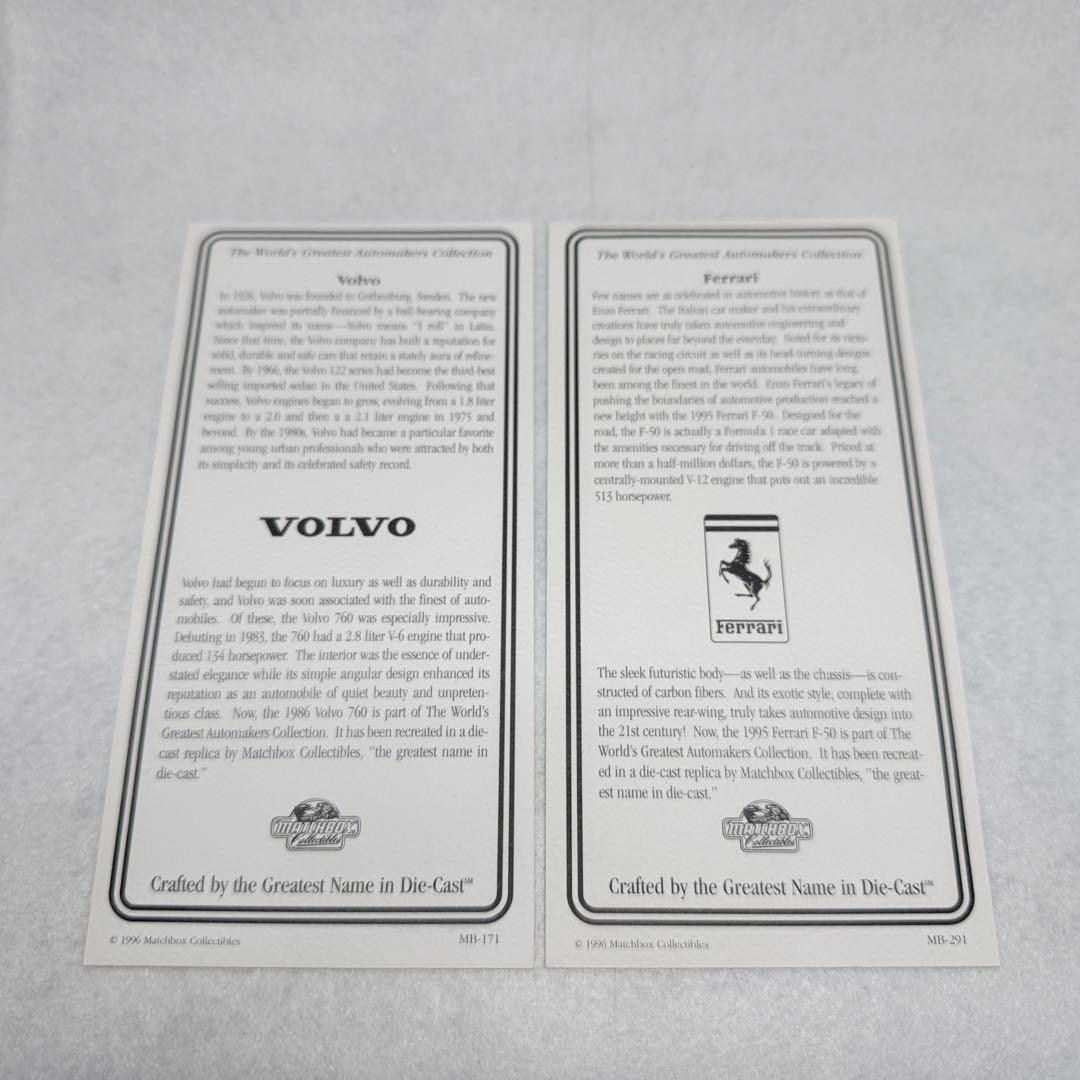 The World's Greatest Automakers Collection
Volvo
In 1926, Volvo was founded in Gothenburg, Sweden. The new
automaker was partially financed by a ball-bearing company
which inspired its name—Volvo means "I roll" in Latin.
Since that time, the Volvo company has built a reputation for
solid, durable and safe cars that retain a stately aura of refine-
ment. By 1966, the Volvo 122 series had become the third-best
selling imported sedan in the United States. Following that
success, Volvo engines began to grow, evolving from a 1.8 liter
engine to a 2.0 and then a a 2.1 liter engine in 1975 and
beyond. By the 1980s, Volvo had became a particular favorite
among young urban professionals who were attracted by both
its simplicity and its celebrated safety record.
VOLVO
Volvo had begun to focus on luxury as well as durability and
safety, and Volvo was soon associated with the finest of auto-
mobiles. Of these, the Volvo 760 was especially impressive.
Debuting in 1983, the 760 had a 2.8 liter V-6 engine that pro-
duced 134 horsepower. The interior was the essence of under-
stated elegance while its simple angular design enhanced its
reputation as an automobile of quiet beauty and unpreten-
tious class. Now, the 1986 Volvo 760 is part of The World's
Greatest Automakers Collection. It has been recreated in a die-
cast replica by Matchbox Collectibles, "the greatest name in
die-cast."
MATCHBOX
Collectibles
Crafted by the Greatest Name in Die-Cast℠
© 1996 Matchbox Collectibles
MB-171
The World's Greatest Automakers Collection
Ferrari
Few names are as celebrated in automotive history as that of
Enzo Ferrari. The Italian car maker and his extraordinary
creations have truly taken automotive engineering and
design to places far beyond the everyday. Noted for its victo-
ries on the racing circuit as well as its head-turning designs
created for the open road, Ferrari automobiles have long
been among the finest in the world. Enzo Ferrari's legacy of
pushing the boundaries of automotive production reached a
new height with the 1995 Ferrari F-50. Designed for the
road, the F-50 is actually a Formula 1 race car adapted with
the amenities necessary for driving off the track. Priced at
more than a half-million dollars, the F-50 is powered by a
centrally-mounted V-12 engine that puts out an incredible
513 horsepower.
Ferrari
The sleek futuristic body—as well as the chassis—is con-
structed of carbon fibers. And its exotic style, complete with
an impressive rear-wing, truly takes automotive design into
the 21st century! Now, the 1995 Ferrari F-50 is part of The
World's Greatest Automakers Collection. It has been recreat-
ed in a die-cast replica by Matchbox Collectibles, "the great-
est name in die-cast."
MATCHBOX
Collectibles
Crafted by the Greatest Name in Die-Cast℠
© 1996 Matchbox Collectibles
MB-291